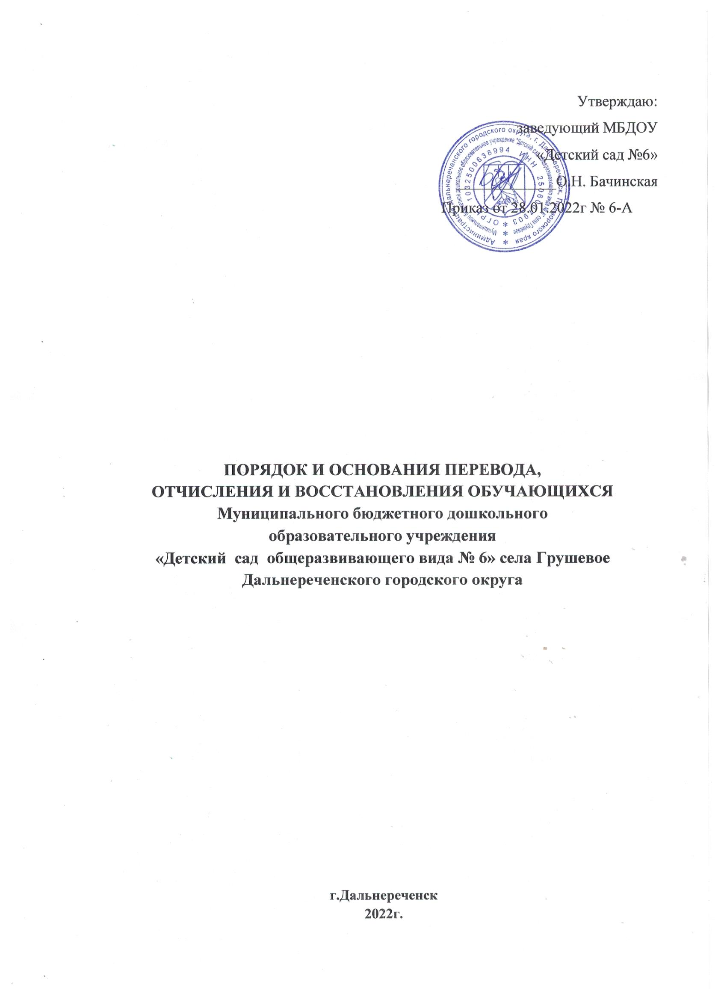 Утверждаю:
заведующий МБДОУ
«Детский сад №6»
О.Н. Бачинская
Приказ от 28.01.2022г № 6-А
Администрация Дальнереченского городского округа, г. Дальнереченск, Приморского края
Муниципальное бюджетное дошкольное образовательное учреждение "Детский сад общеразвивающего вида № 6" села Грушевое
ОГРН 1032500638994 ИНН
ПОРЯДОК И ОСНОВАНИЯ ПЕРЕВОДА,
ОТЧИСЛЕНИЯ И ВОССТАНОВЛЕНИЯ ОБУЧАЮЩИХСЯ
Муниципального бюджетного дошкольного
образовательного учреждения
«Детский сад общеразвивающего вида № 6» села Грушевое
Дальнереченского городского округа
г.Дальнереченск
2022г.